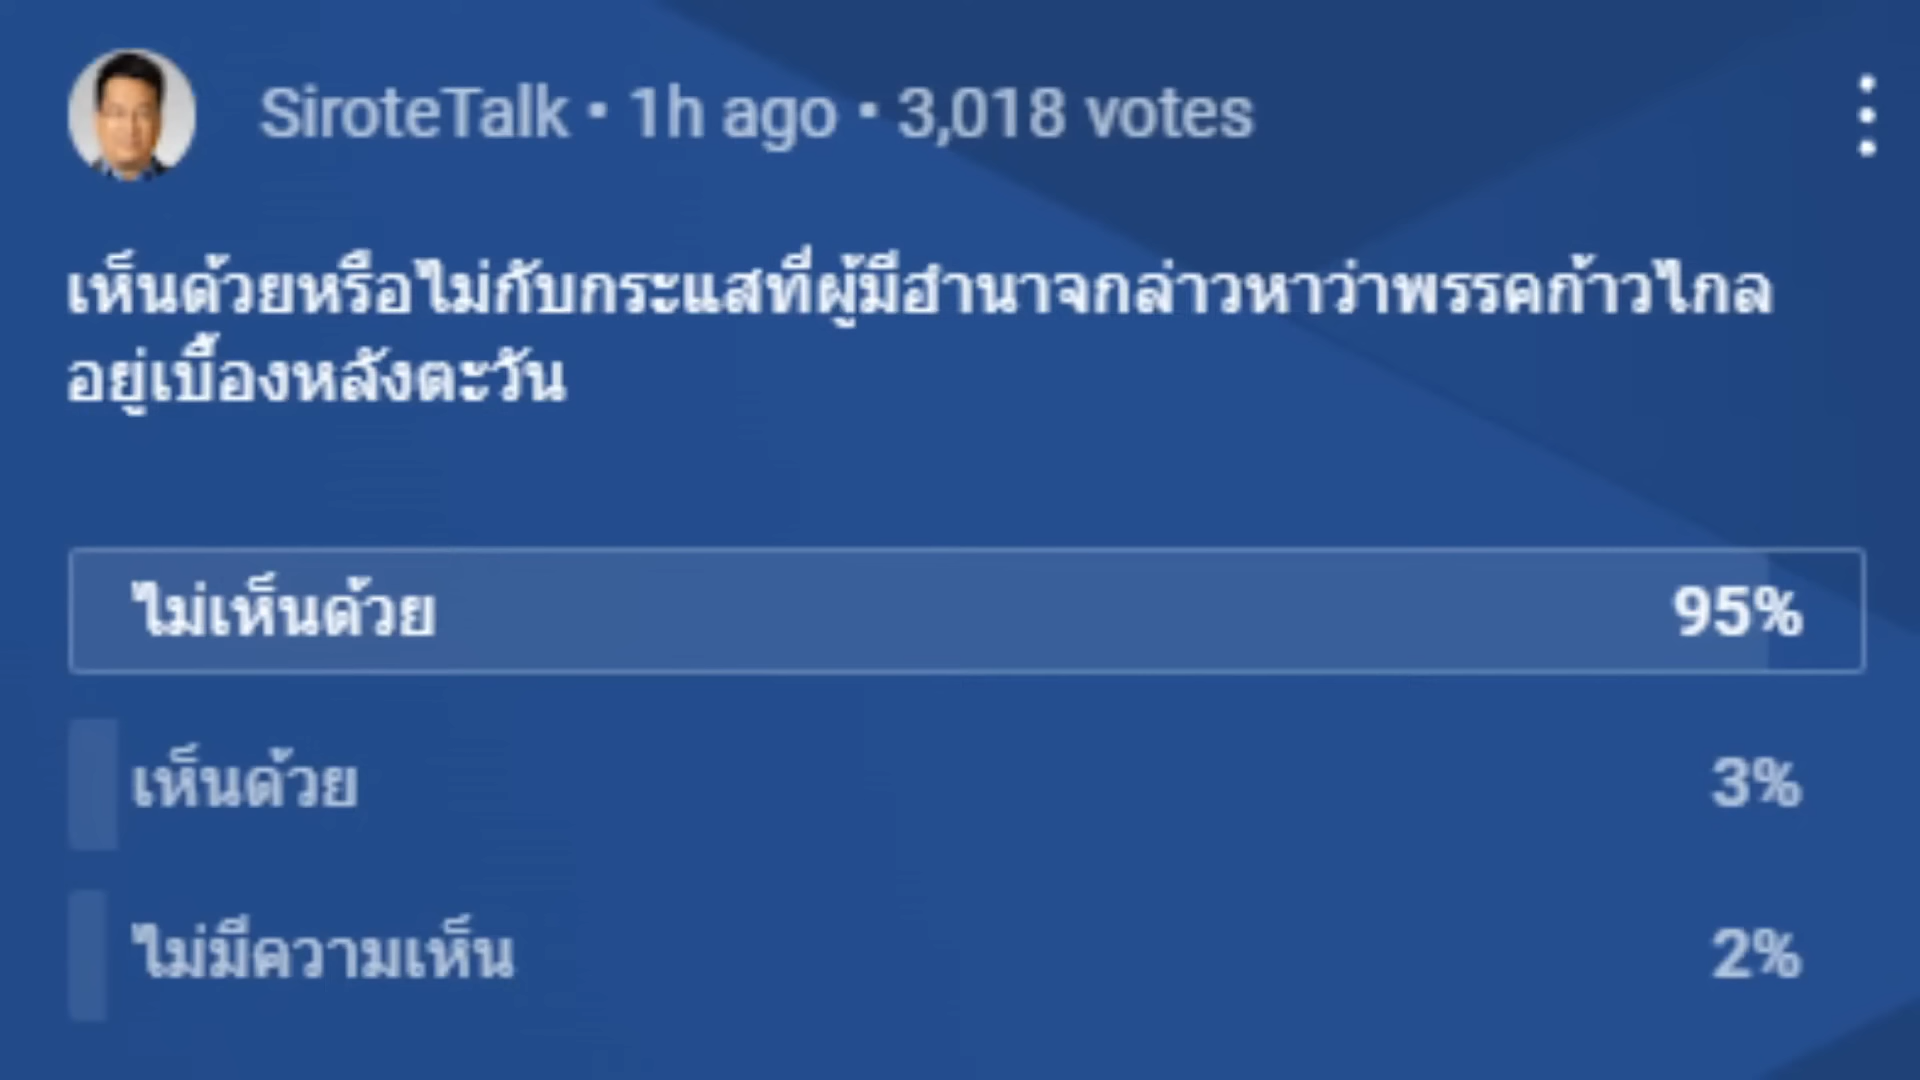 SiroteTalk • 1h ago • 3,018 votes
เห็นด้วยหรือไม่กับกระแสที่ผู้มีอำนาจกล่าวหาว่าพรรคก้าวไกล
อยู่เบื้องหลังตะวัน
ไม่เห็นด้วย 95%
เห็นด้วย 3%
ไม่มีความเห็น 2%